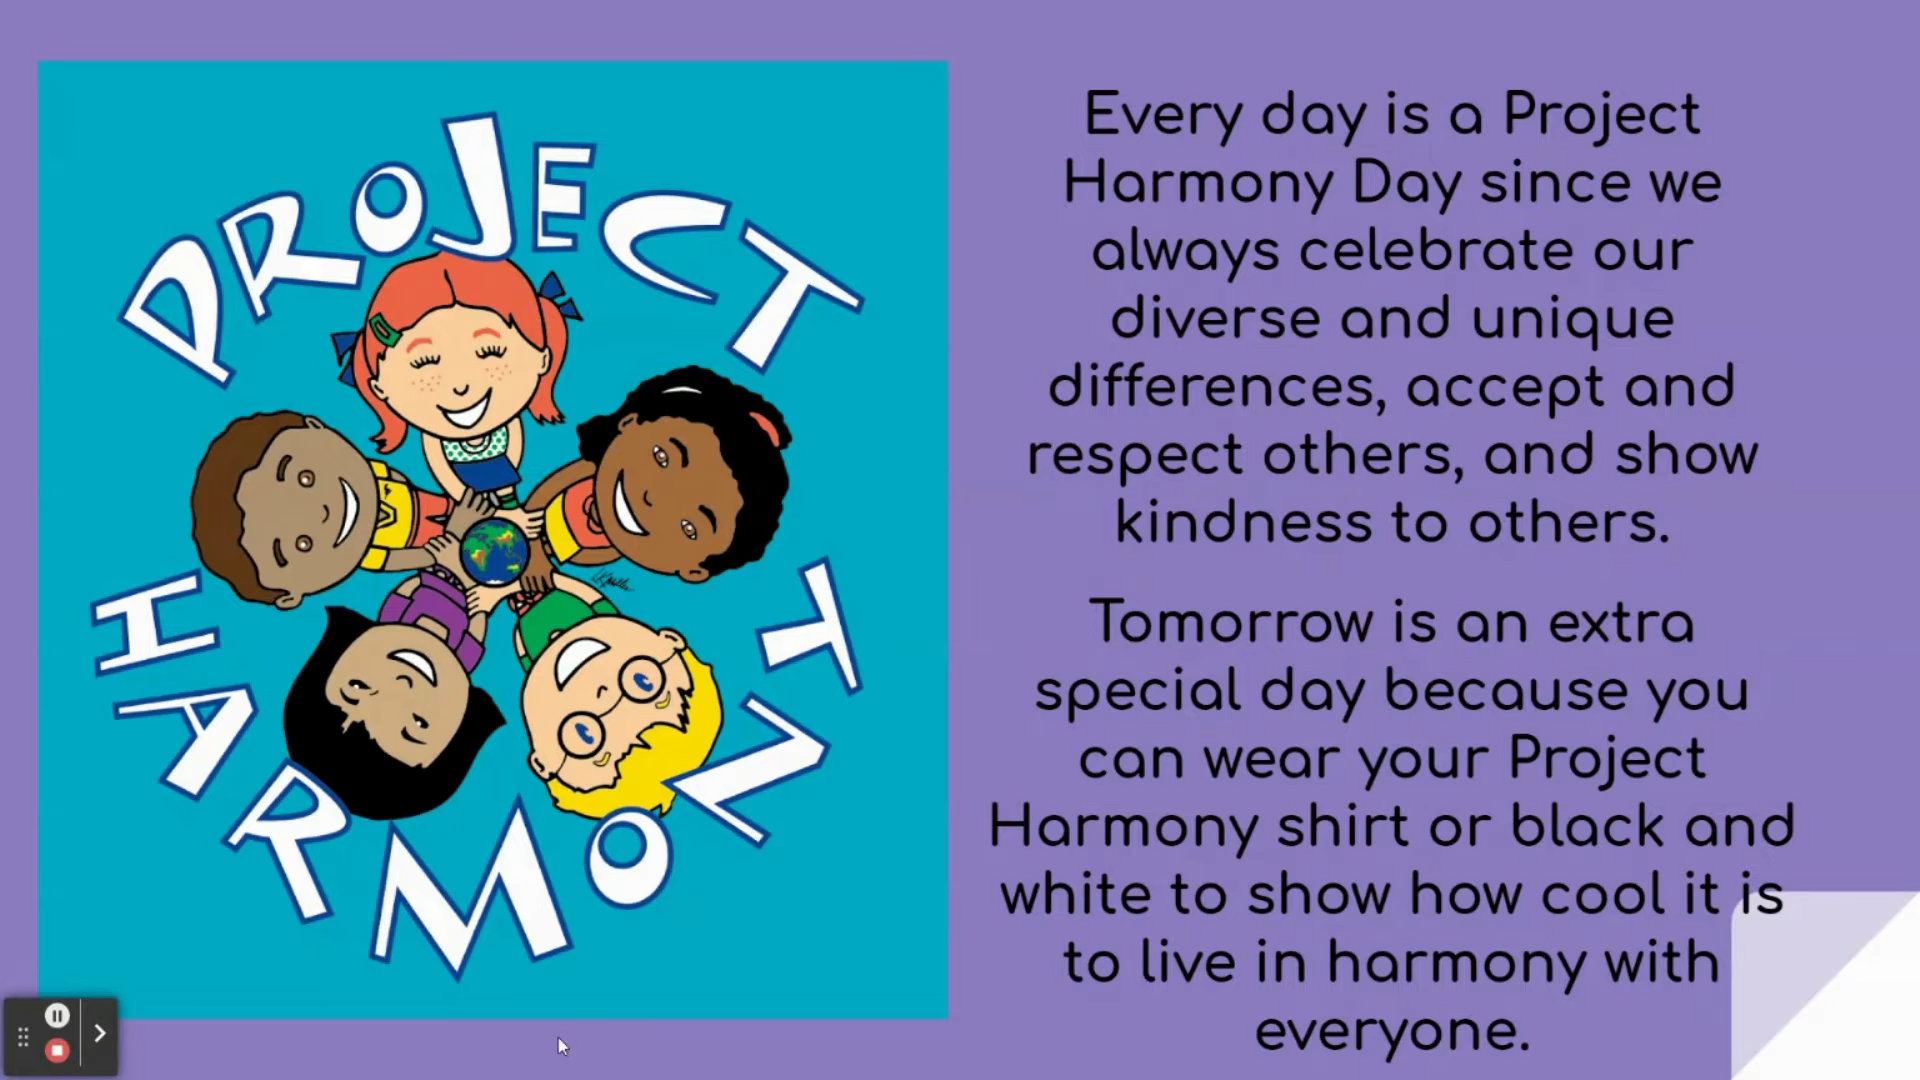 PROJECT
HARMONY
Every day is a Project
Harmony Day since we
always celebrate our
diverse and unique
differences, accept and
respect others, and show
kindness to others.
Tomorrow is an extra
special day because you
can wear your Project
Harmony shirt or black and
white to show how cool it is
to live in harmony with
everyone.